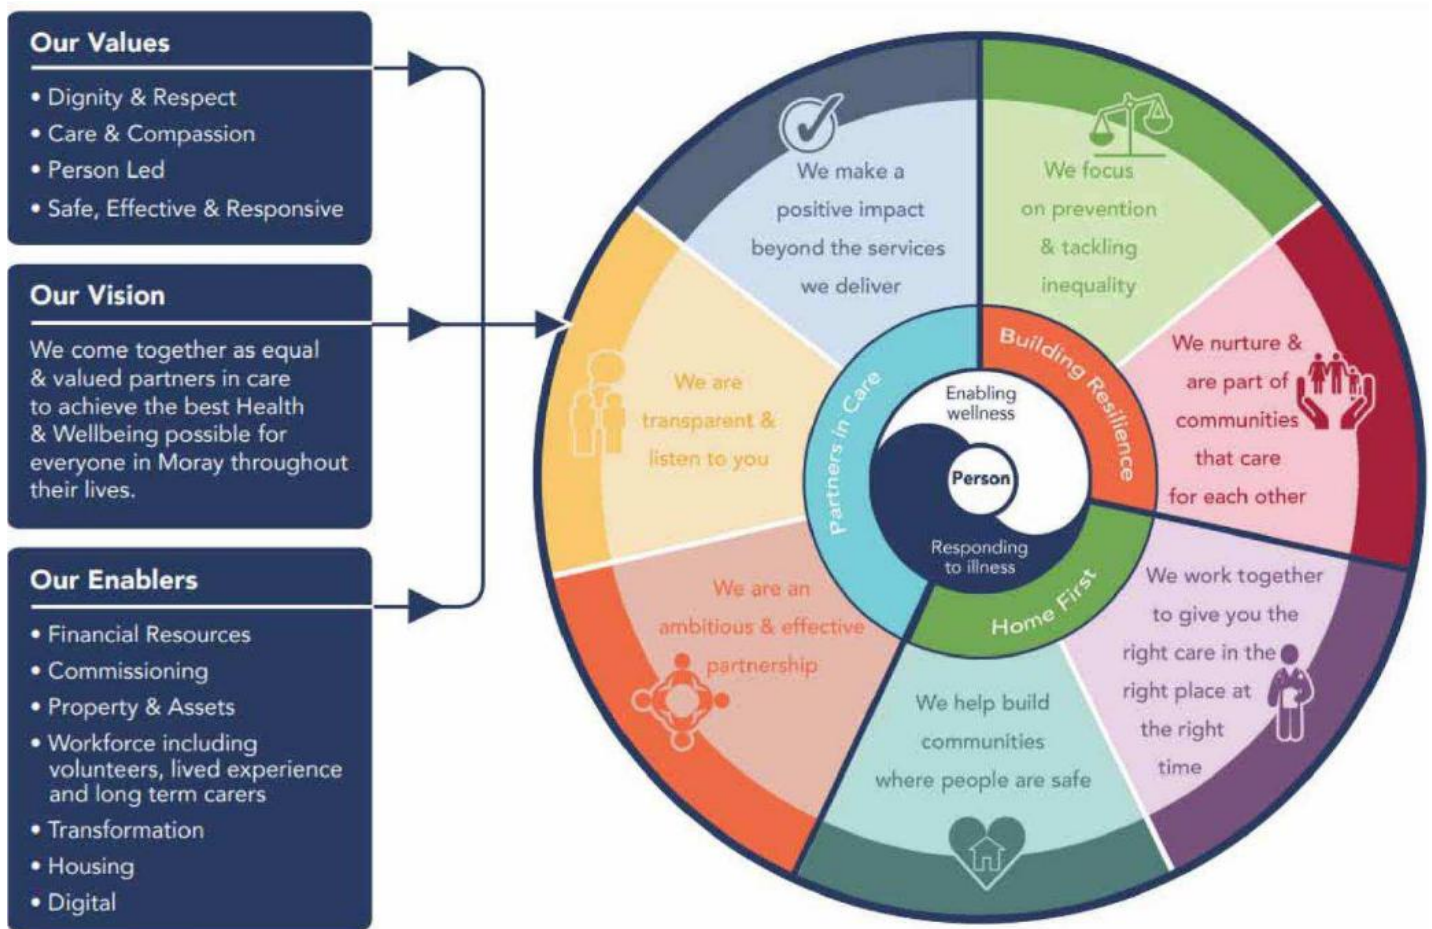 Our Values
• Dignity & Respect
• Care & Compassion
• Person Led
• Safe, Effective & Responsive
Our Vision
We come together as equal
& valued partners in care
to achieve the best Health
& Wellbeing possible for
everyone in Moray throughout
their lives.
Our Enablers
• Financial Resources
• Commissioning
• Property & Assets
• Workforce including
volunteers, lived experience
and long term carers
• Transformation
• Housing
• Digital
We make a
positive impact
beyond the services
we deliver
We focus
on prevention
& tackling
inequality
We nurture &
are part of
communities
that care
for each other
We work together
to give you the
right care in the
right place at
the right
time
We help build
communities
where people are safe
We are an
ambitious & effective
partnership
We are
transparent &
listen to you
Partners in Care
Building Resilience
Home First
Enabling
wellness
Person
Responding
to illness